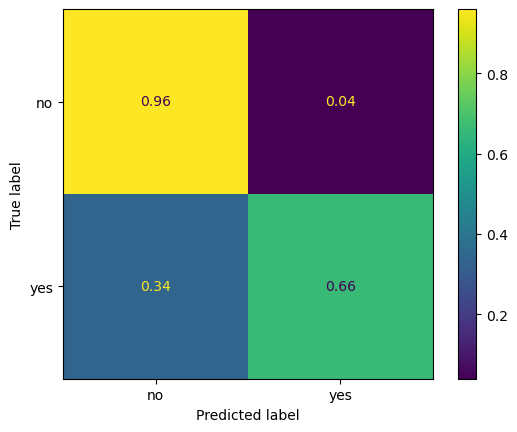 no
0.96
0.04
yes
0.34
0.66
no
yes
Predicted label
True label
0.8
0.6
0.4
0.2